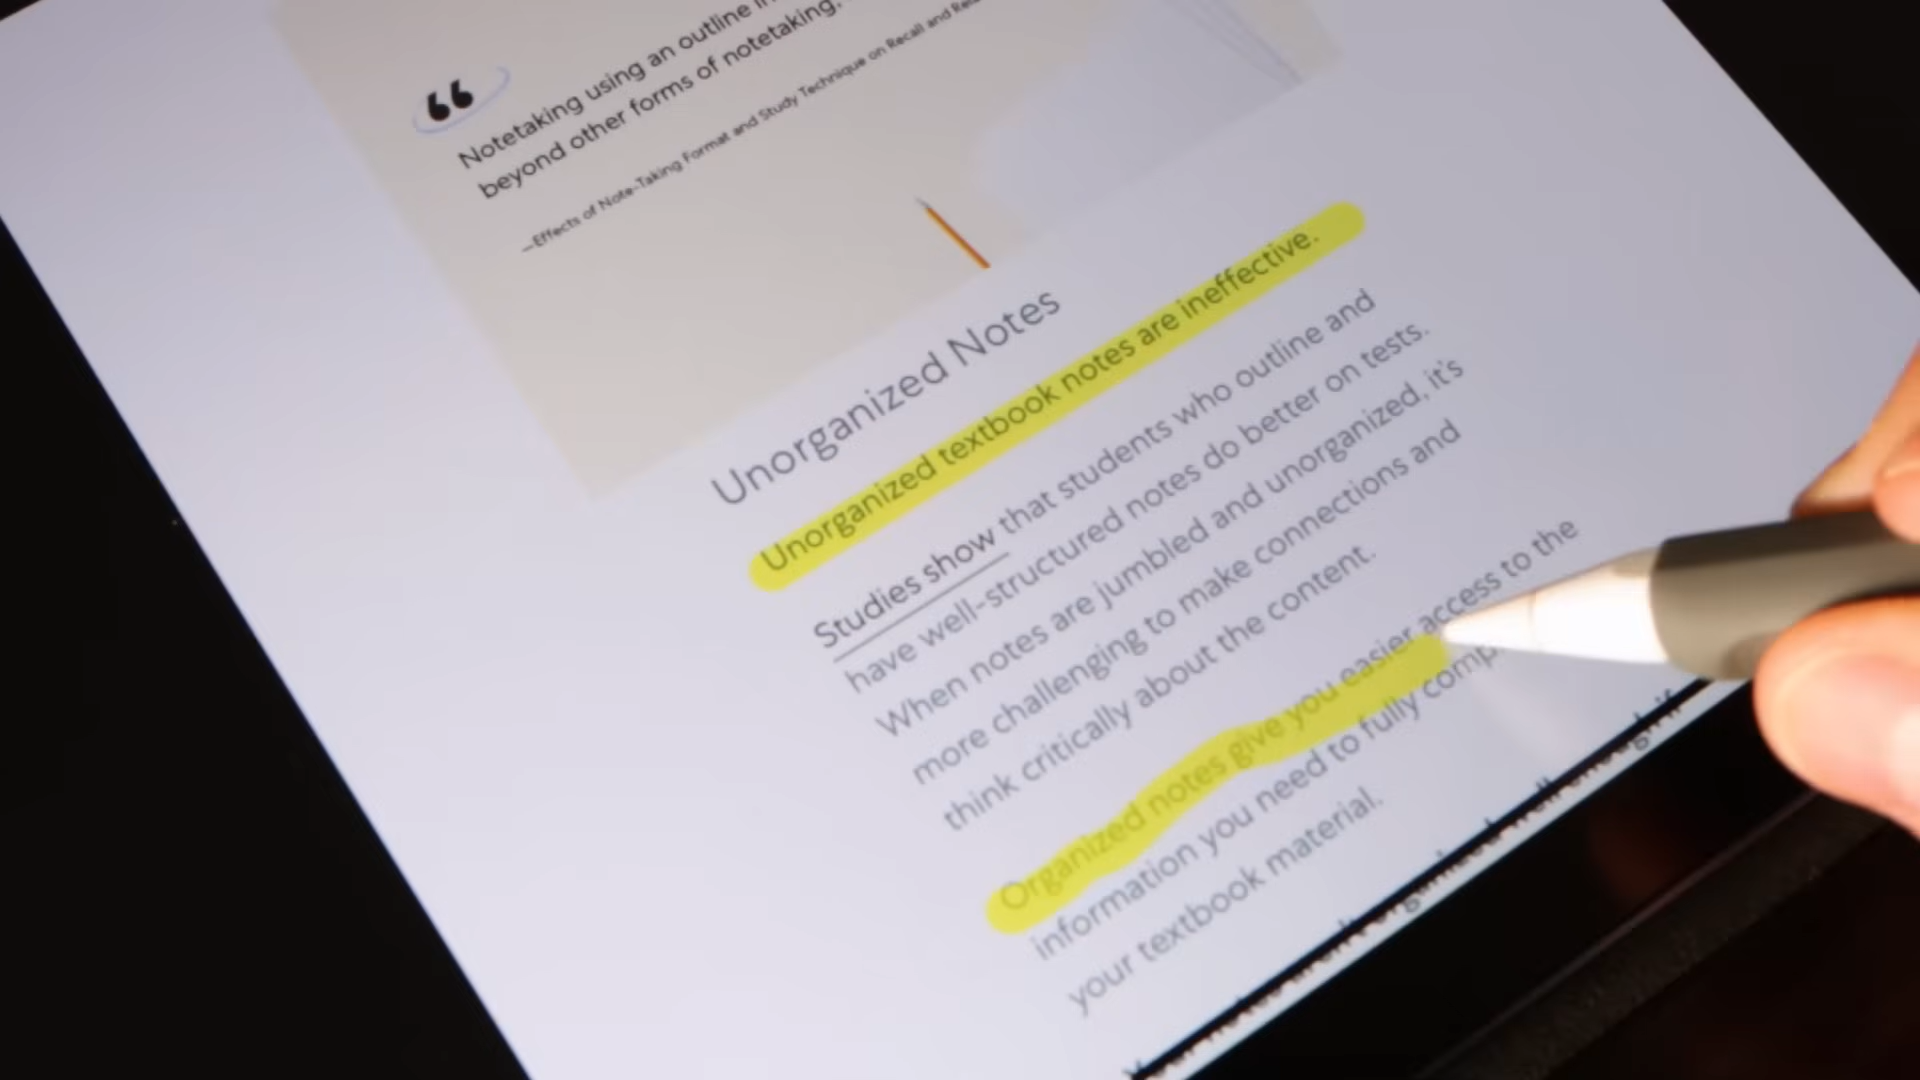 Notetaking using an outline
beyond other forms of notetaking,
—Effects of Note-Taking Format and Study Technique on Recall and
Unorganized Notes
Unorganized textbook notes are ineffective.
Studies show that students who outline and
have well-structured notes do better on tests.
When notes are jumbled and unorganized, it's
more challenging to make connections and
think critically about the content.
Organized notes give you easier access to the
information you need to fully
your textbook material.